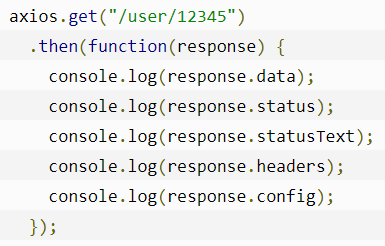 axios.get("/user/12345")
  .then(function(response) {
    console.log(response.data);
    console.log(response.status);
    console.log(response.statusText);
    console.log(response.headers);
    console.log(response.config);
  });